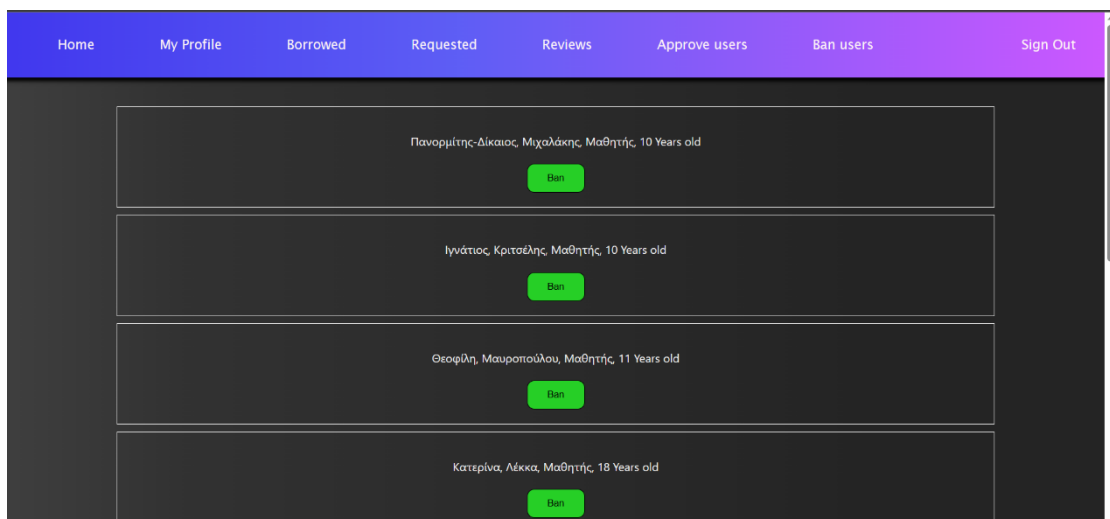 Home My Profile Borrowed Requested Reviews Approve users Ban users Sign Out
Πανορμίτης-Δίκαιος, Μιχαλάκης, Μαθητής, 10 Years old
Ban
Ιγνάτιος, Κριτσέλης, Μαθητής, 10 Years old
Ban
Θεοφίλη, Μαυροπούλου, Μαθητής, 11 Years old
Ban
Κατερίνα, Λέκκα, Μαθητής, 18 Years old
Ban